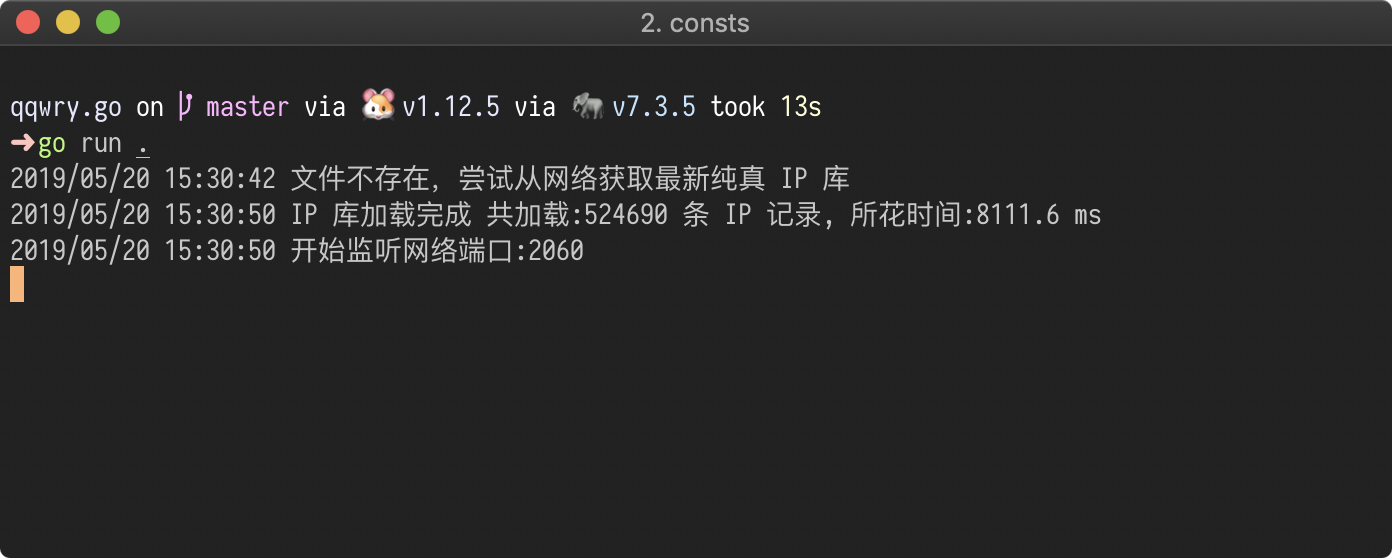 2. consts
qqwry.go on master via 🐹 v1.12.5 via 🐘 v7.3.5 took 13s
➜go run .
2019/05/20 15:30:42 文件不存在，尝试从网络获取最新纯真 IP 库
2019/05/20 15:30:50 IP 库加载完成 共加载:524690 条 IP 记录, 所花时间:8111.6 ms
2019/05/20 15:30:50 开始监听网络端口:2060